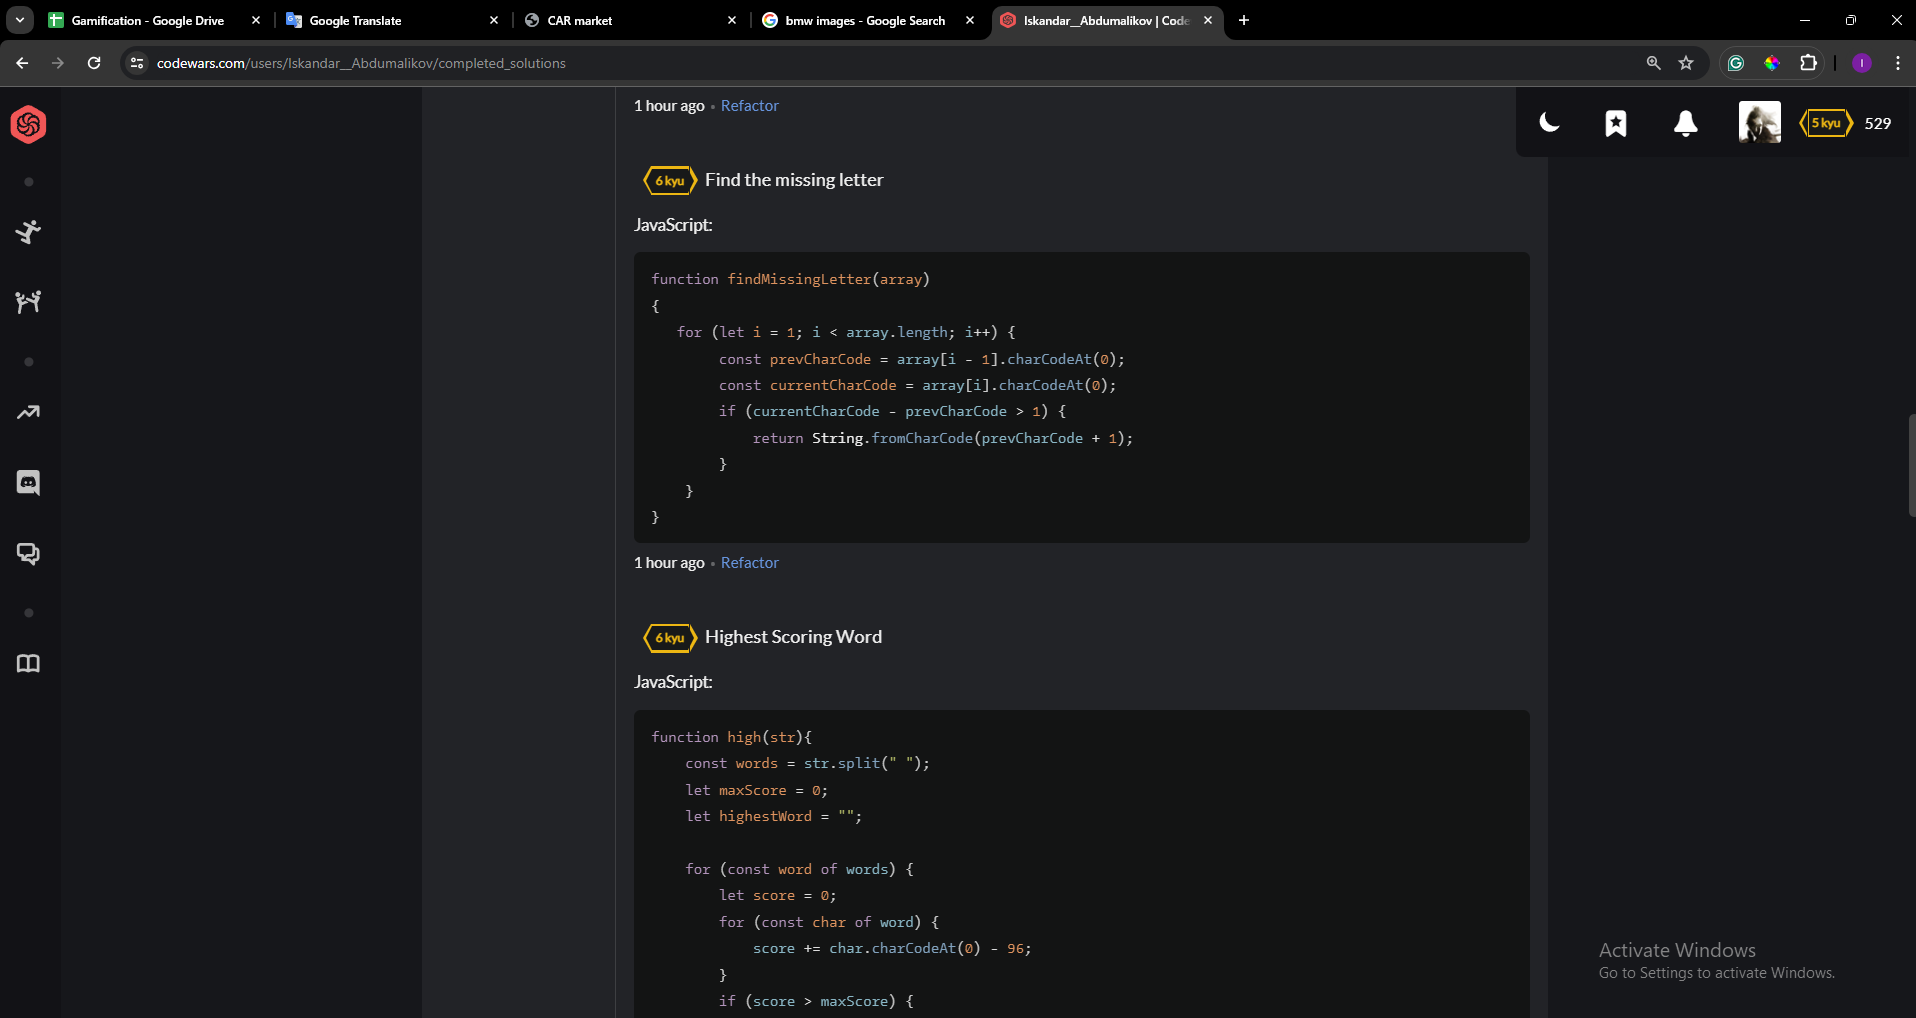 Gamification - Google Drive
Google Translate
CAR market
bmw images - Google Search
Iskandar__Abdumalikov | Code
codewars.com/users/Iskandar__Abdumalikov/completed_solutions
I
1 hour ago • Refactor
5 kyu 529
6 kyu Find the missing letter
JavaScript:
function findMissingLetter(array)
{
for (let i = 1; i < array.length; i++) {
const prevCharCode = array[i - 1].charCodeAt(0);
const currentCharCode = array[i].charCodeAt(0);
if (currentCharCode - prevCharCode > 1) {
return String.fromCharCode(prevCharCode + 1);
}
}
}
1 hour ago • Refactor
6 kyu Highest Scoring Word
JavaScript:
function high(str){
const words = str.split(" ");
let maxScore = 0;
let highestWord = "";
for (const word of words) {
let score = 0;
for (const char of word) {
score += char.charCodeAt(0) - 96;
}
if (score > maxScore) {
Activate Windows
Go to Settings to activate Windows.